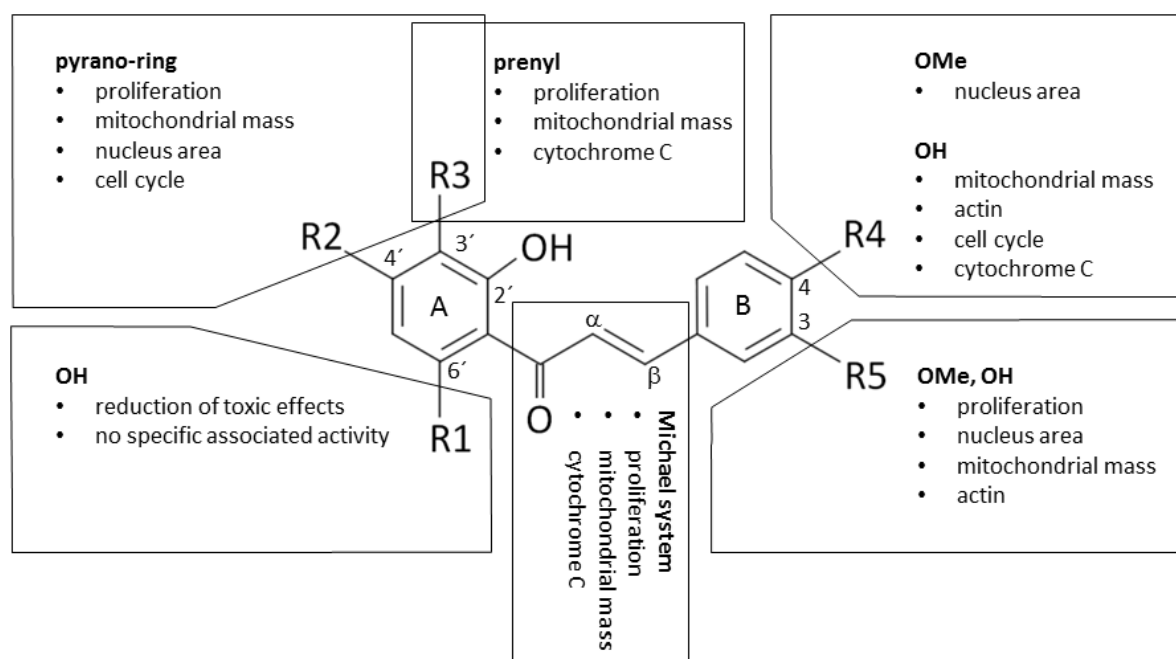 pyrano-ring
• proliferation
• mitochondrial mass
• nucleus area
• cell cycle
prenyl
• proliferation
• mitochondrial mass
• cytochrome C
OMe
• nucleus area
OH
• mitochondrial mass
• actin
• cell cycle
• cytochrome C
R3
R2
4´
3´
OH
2´
A
6´
R1
O
α
β
B
4
3
R4
R5
OH
• reduction of toxic effects
• no specific associated activity
Michael system
• proliferation
• mitochondrial mass
• cytochrome C
OMe, OH
• proliferation
• nucleus area
• mitochondrial mass
• actin